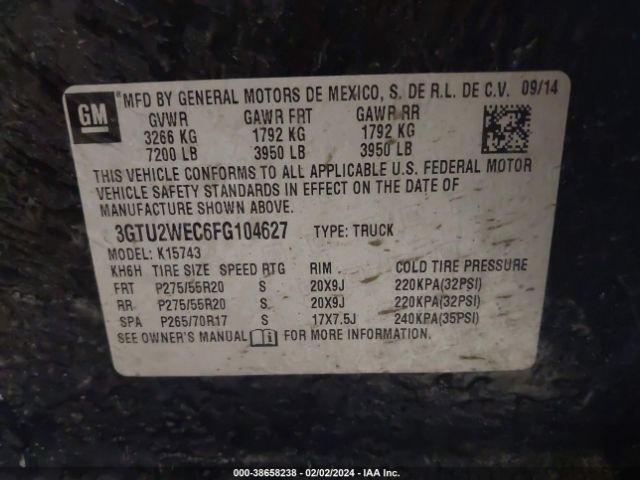 GM
MFD BY GENERAL MOTORS DE MEXICO, S. DE R.L. DE C.V. 09/14
GVWR GAWR FRT GAWR RR
3266 KG 1792 KG 1792 KG
7200 LB 3950 LB 3950 LB
THIS VEHICLE CONFORMS TO ALL APPLICABLE U.S. FEDERAL MOTOR
VEHICLE SAFETY STANDARDS IN EFFECT ON THE DATE OF
MANUFACTURE SHOWN ABOVE.
3GTU2WEC6FG104627 TYPE: TRUCK
MODEL: K15743
KH6H TIRE SIZE SPEED RTG RIM COLD TIRE PRESSURE
FRT P275/55R20 S 20X9J 220KPA(32PSI)
RR P275/55R20 S 20X9J 220KPA(32PSI)
SPA P265/70R17 S 17X7.5J 240KPA(35PSI)
SEE OWNER'S MANUAL FOR MORE INFORMATION.
000-38658238 - 02/02/2024 - IAA Inc.